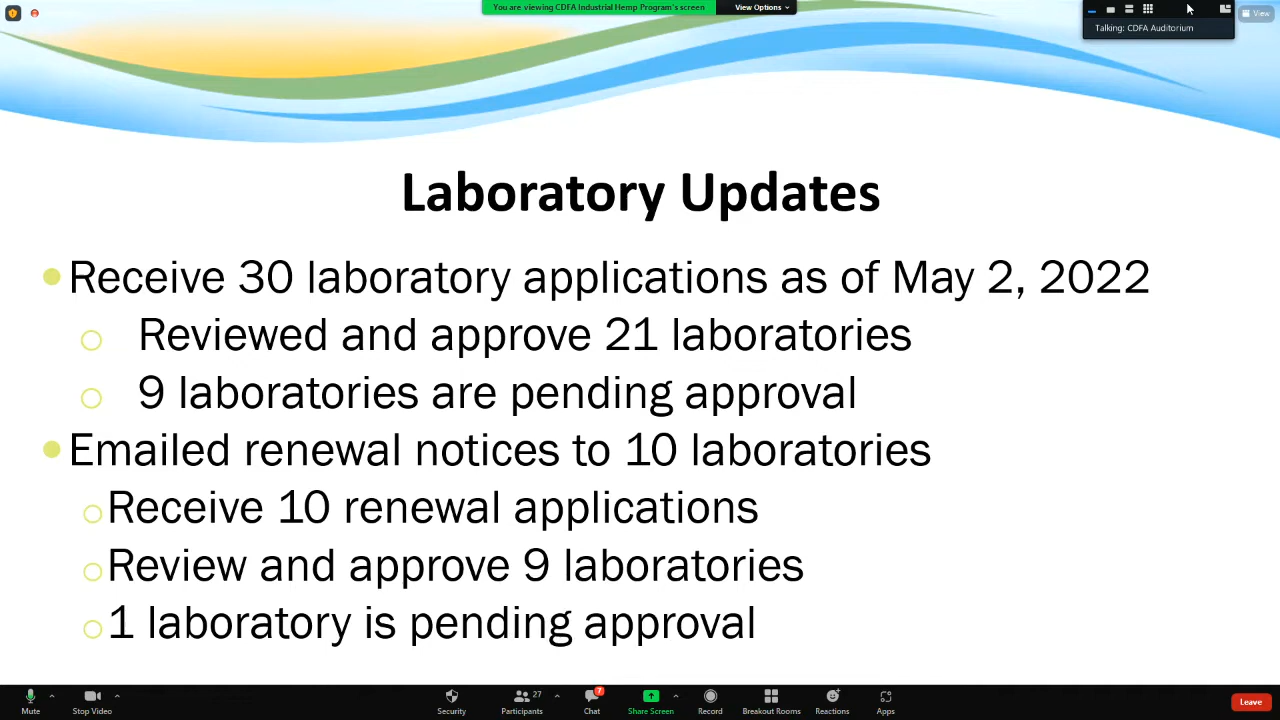 You are viewing CDFA Industrial Hemp Program's screen
View Options
Talking: CDFA Auditorium
View
Laboratory Updates
Receive 30 laboratory applications as of May 2, 2022
Reviewed and approve 21 laboratories
9 laboratories are pending approval
Emailed renewal notices to 10 laboratories
Receive 10 renewal applications
Review and approve 9 laboratories
1 laboratory is pending approval
27
7
Mute
Stop Video
Security
Participants
Chat
Share Screen
Record
Breakout Rooms
Reactions
Apps
Leave